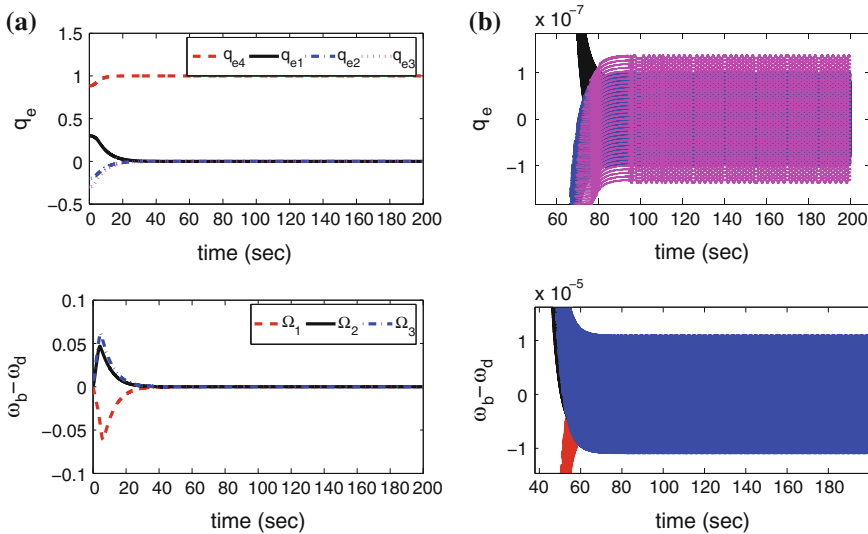 (a)
1.5
1
0.5
0
−0.5
q_e4 q_e1 q_e2 q_e3
q_e
0 20 40 60 80 100 120 140 160 180 200
time (sec)
(b)
x 10^-7
1
0
−1
q_e
60 80 100 120 140 160 180 200
time (sec)
0.1
0.05
0
−0.05
−0.1
Ω_1 Ω_2 Ω_3
ω_b−ω_d
0 20 40 60 80 100 120 140 160 180 200
time (sec)
x 10^-5
1
0
−1
ω_b−ω_d
40 60 80 100 120 140 160 180
time (sec)